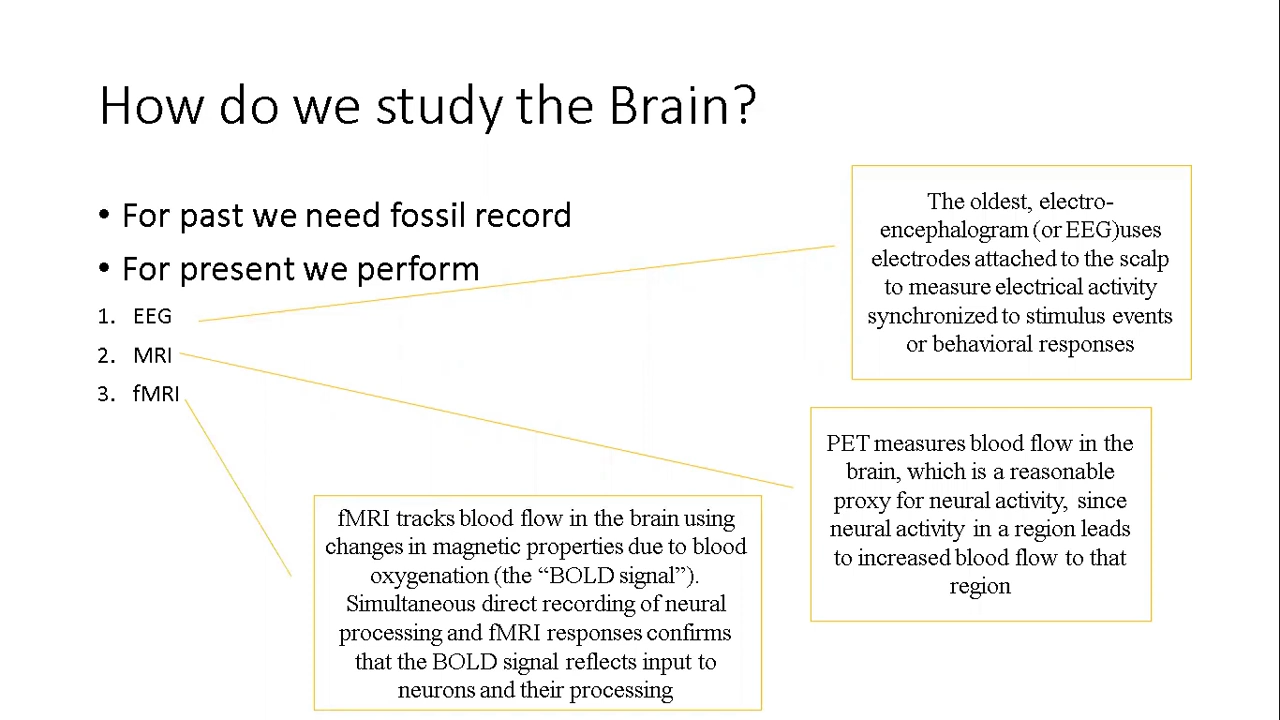 How do we study the Brain?
• For past we need fossil record
• For present we perform
1. EEG
2. MRI
3. fMRI
The oldest, electro-
encephalogram (or EEG)uses
electrodes attached to the scalp
to measure electrical activity
synchronized to stimulus events
or behavioral responses
PET measures blood flow in the
brain, which is a reasonable
proxy for neural activity, since
neural activity in a region leads
to increased blood flow to that
region
fMRI tracks blood flow in the brain using
changes in magnetic properties due to blood
oxygenation (the “BOLD signal”).
Simultaneous direct recording of neural
processing and fMRI responses confirms
that the BOLD signal reflects input to
neurons and their processing